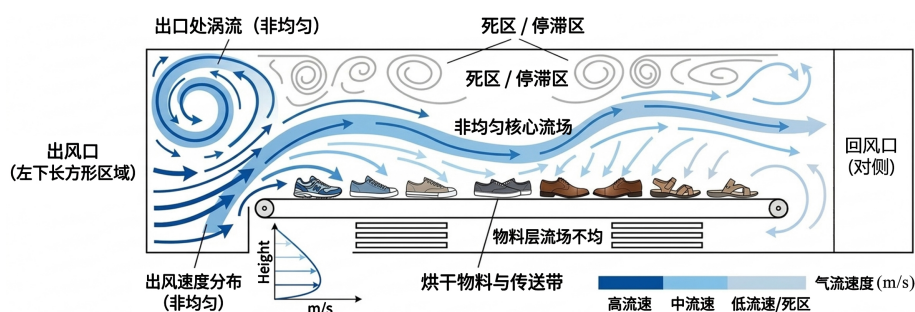 出口处涡流（非均匀）
死区 / 停滞区
死区 / 停滞区
非均匀核心流场
出风口
（左下长方形区域）
回风口
（对侧）
物料层流场不均
出风速度分布
（非均匀）
Height
m/s
烘干物料与传送带
气流速度 (m/s)
高流速
中流速
低流速/死区